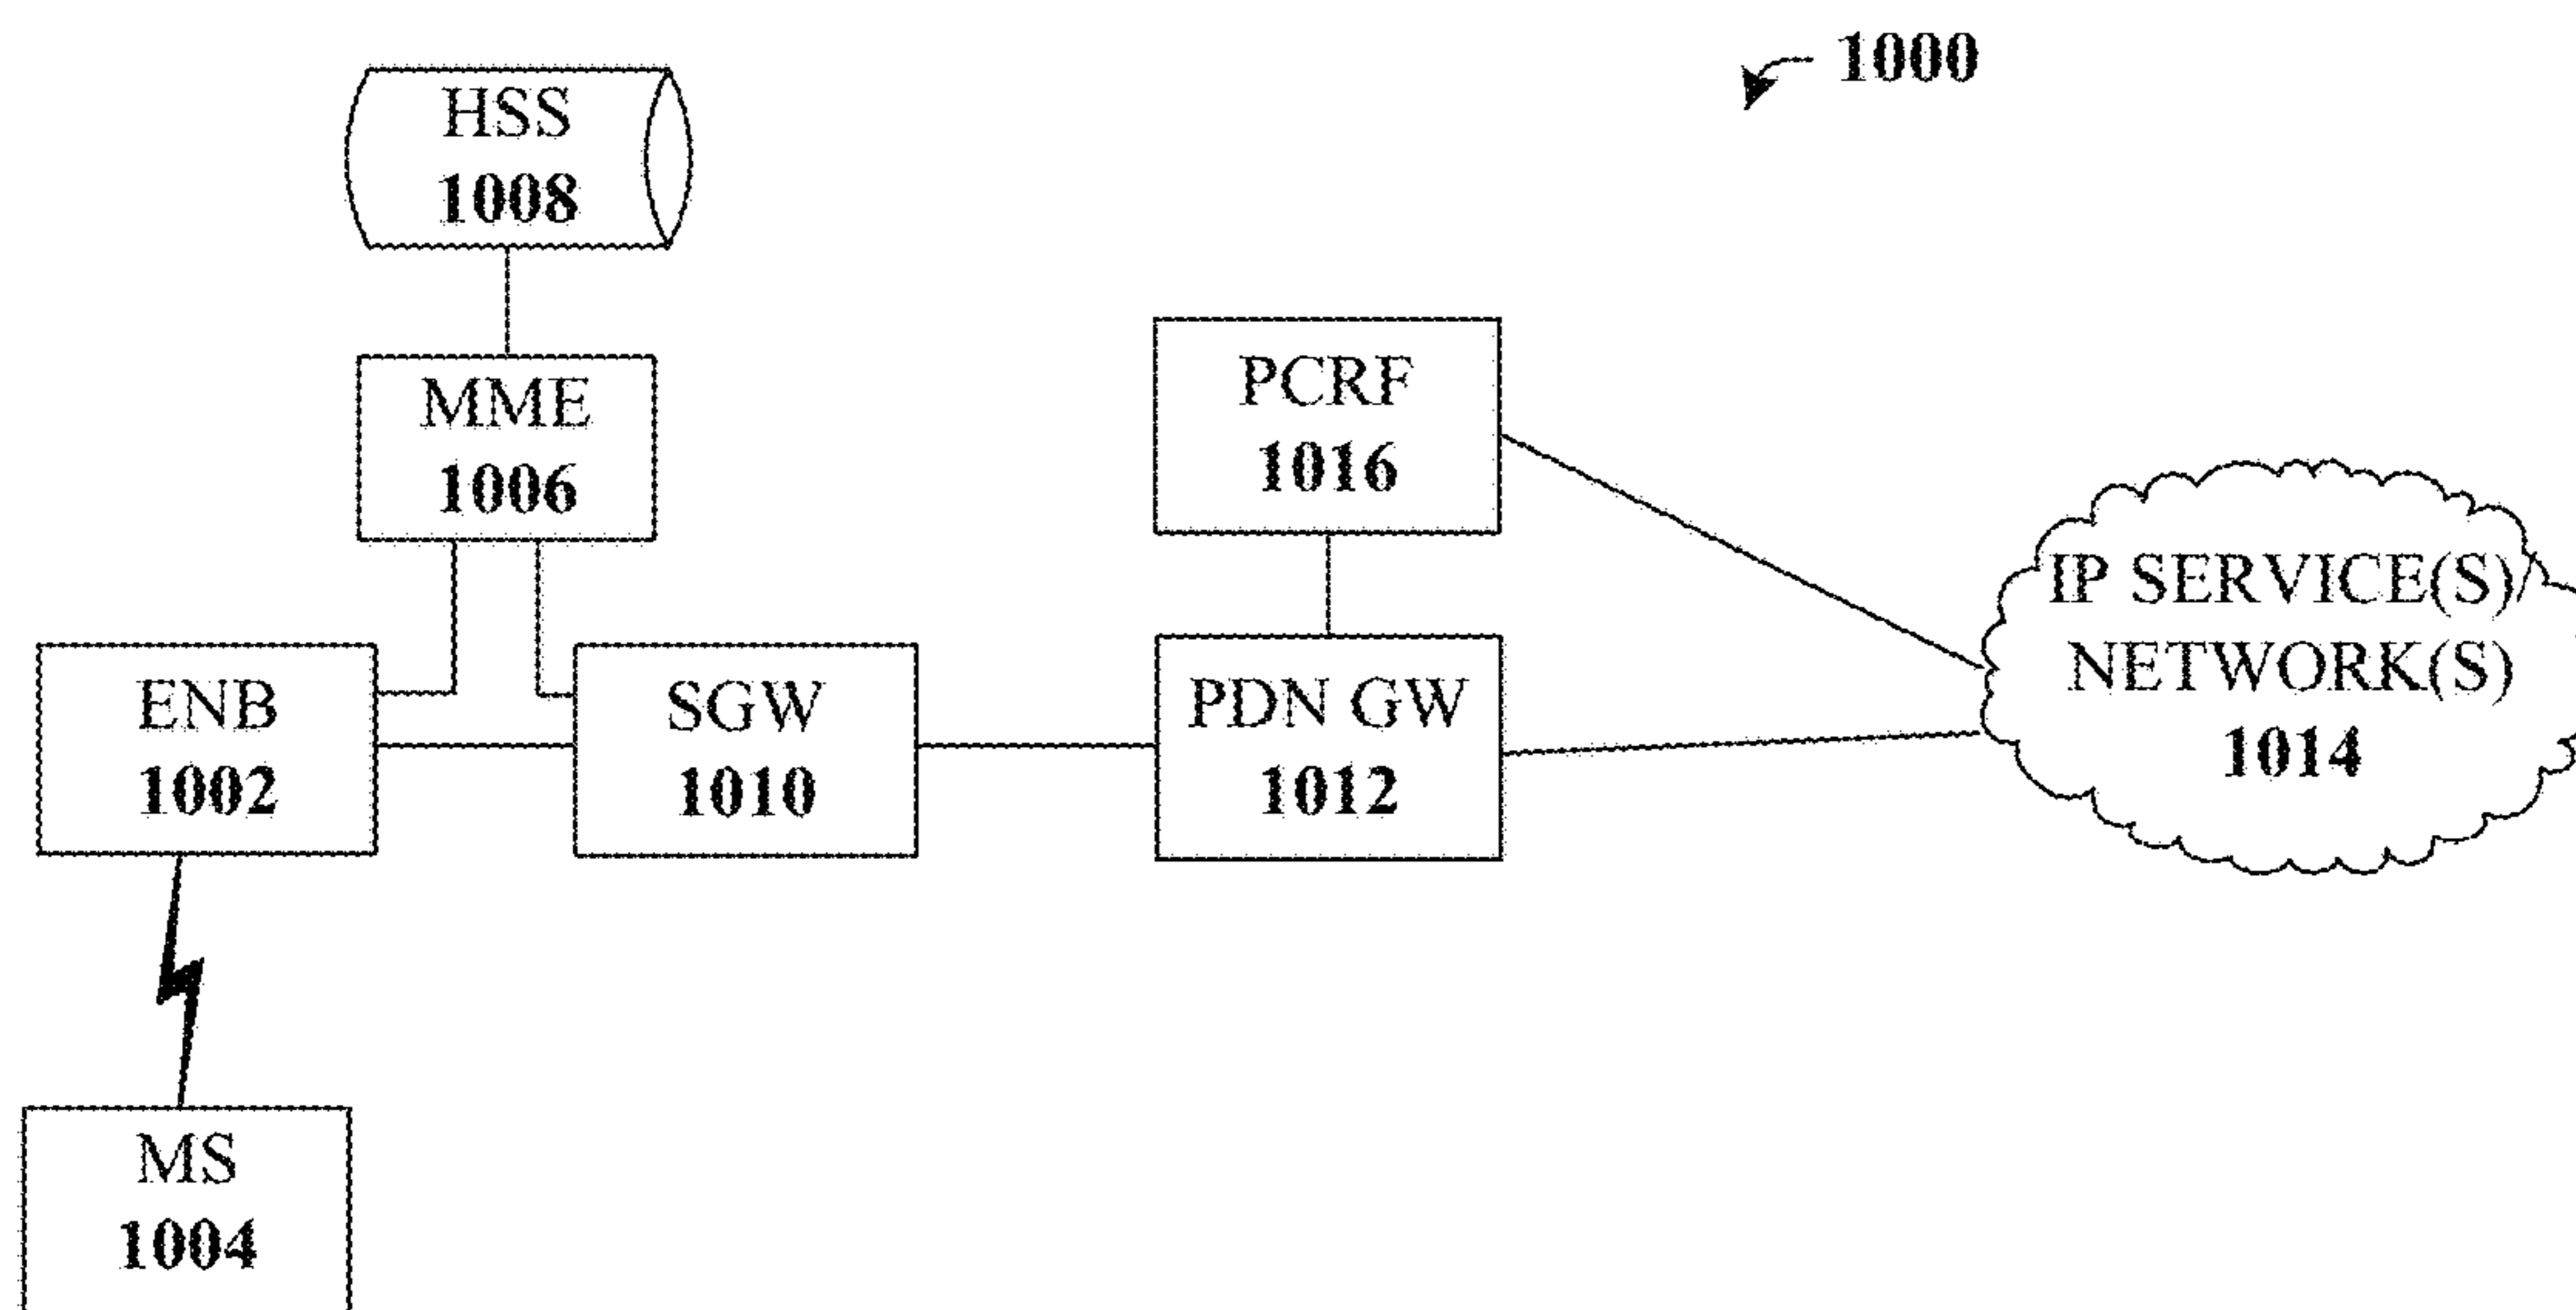 1000
HSS
1008
MME
1006
PCRF
1016
IP SERVICE(S)/
NETWORK(S)
1014
ENB
1002
SGW
1010
PDN GW
1012
MS
1004